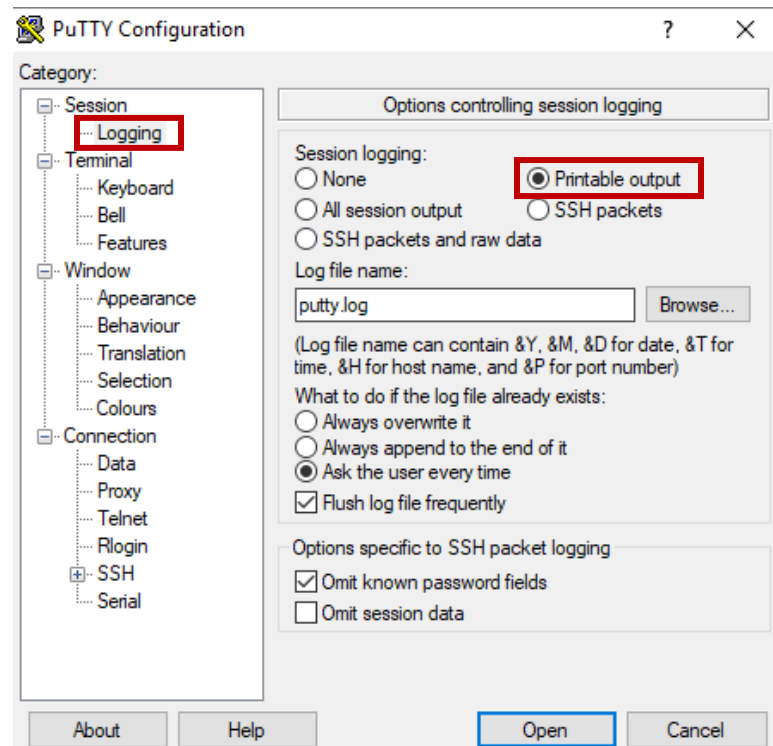 PuTTY Configuration
?
Category:
Session
Logging
Terminal
Keyboard
Bell
Features
Window
Appearance
Behaviour
Translation
Selection
Colours
Connection
Data
Proxy
Telnet
Rlogin
SSH
Serial
Options controlling session logging
Session logging:
None
Printable output
All session output
SSH packets
SSH packets and raw data
Log file name:
putty.log
Browse...
(Log file name can contain &Y, &M, &D for date, &T for
time, &H for host name, and &P for port number)
What to do if the log file already exists:
Always overwrite it
Always append to the end of it
Ask the user every time
Flush log file frequently
Options specific to SSH packet logging
Omit known password fields
Omit session data
About
Help
Open
Cancel